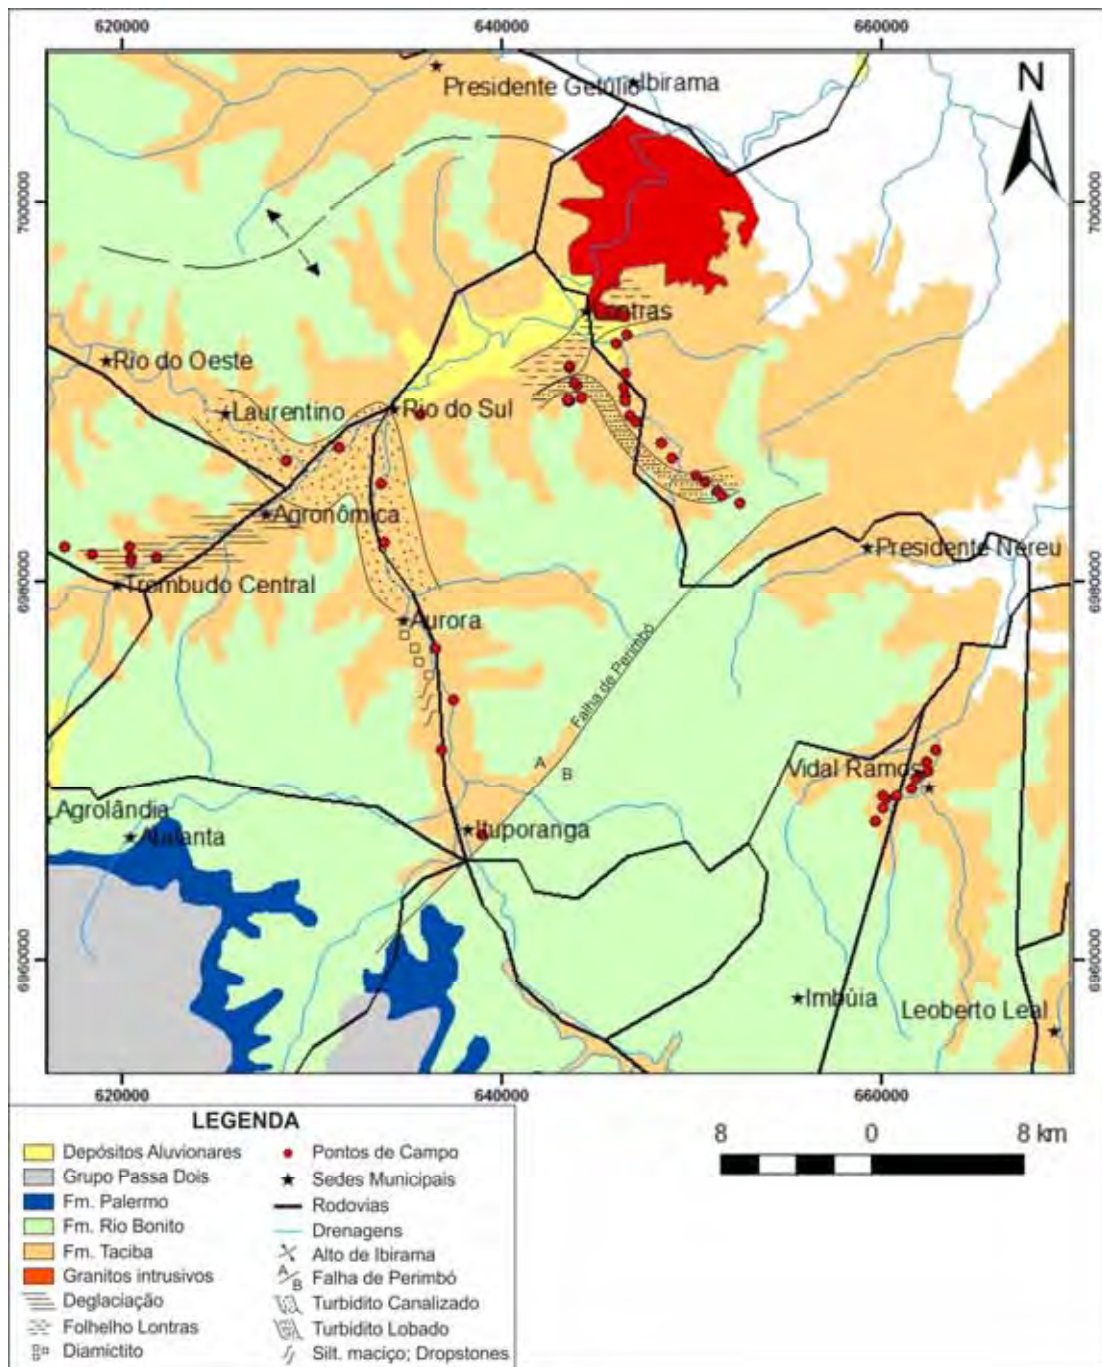 620000 640000 660000
Presidente Getúlio
Ibirama
N
7000000
7000000
Lontras
Rio do Oeste
Laurentino
Rio do Sul
Agronômica
Presidente Nereu
Trombudo Central
6980000
6980000
Aurora
Falha de Perimbó
A
B
Vidal Ramos
Agrolândia
Atalanta
Ituporanga
6960000
6960000
Imbúia
Leoberto Leal
620000 640000 660000
LEGENDA
Depósitos Aluvionares
Grupo Passa Dois
Fm. Palermo
Fm. Rio Bonito
Fm. Taciba
Granitos intrusivos
Deglaciação
Folhelho Lontras
Diamictito
Pontos de Campo
Sedes Municipais
Rodovias
Drenagens
Alto de Ibirama
A
B
Falha de Perimbó
Turbidito Canalizado
Turbidito Lobado
Silt. maciço; Dropstones
8 0 8 km